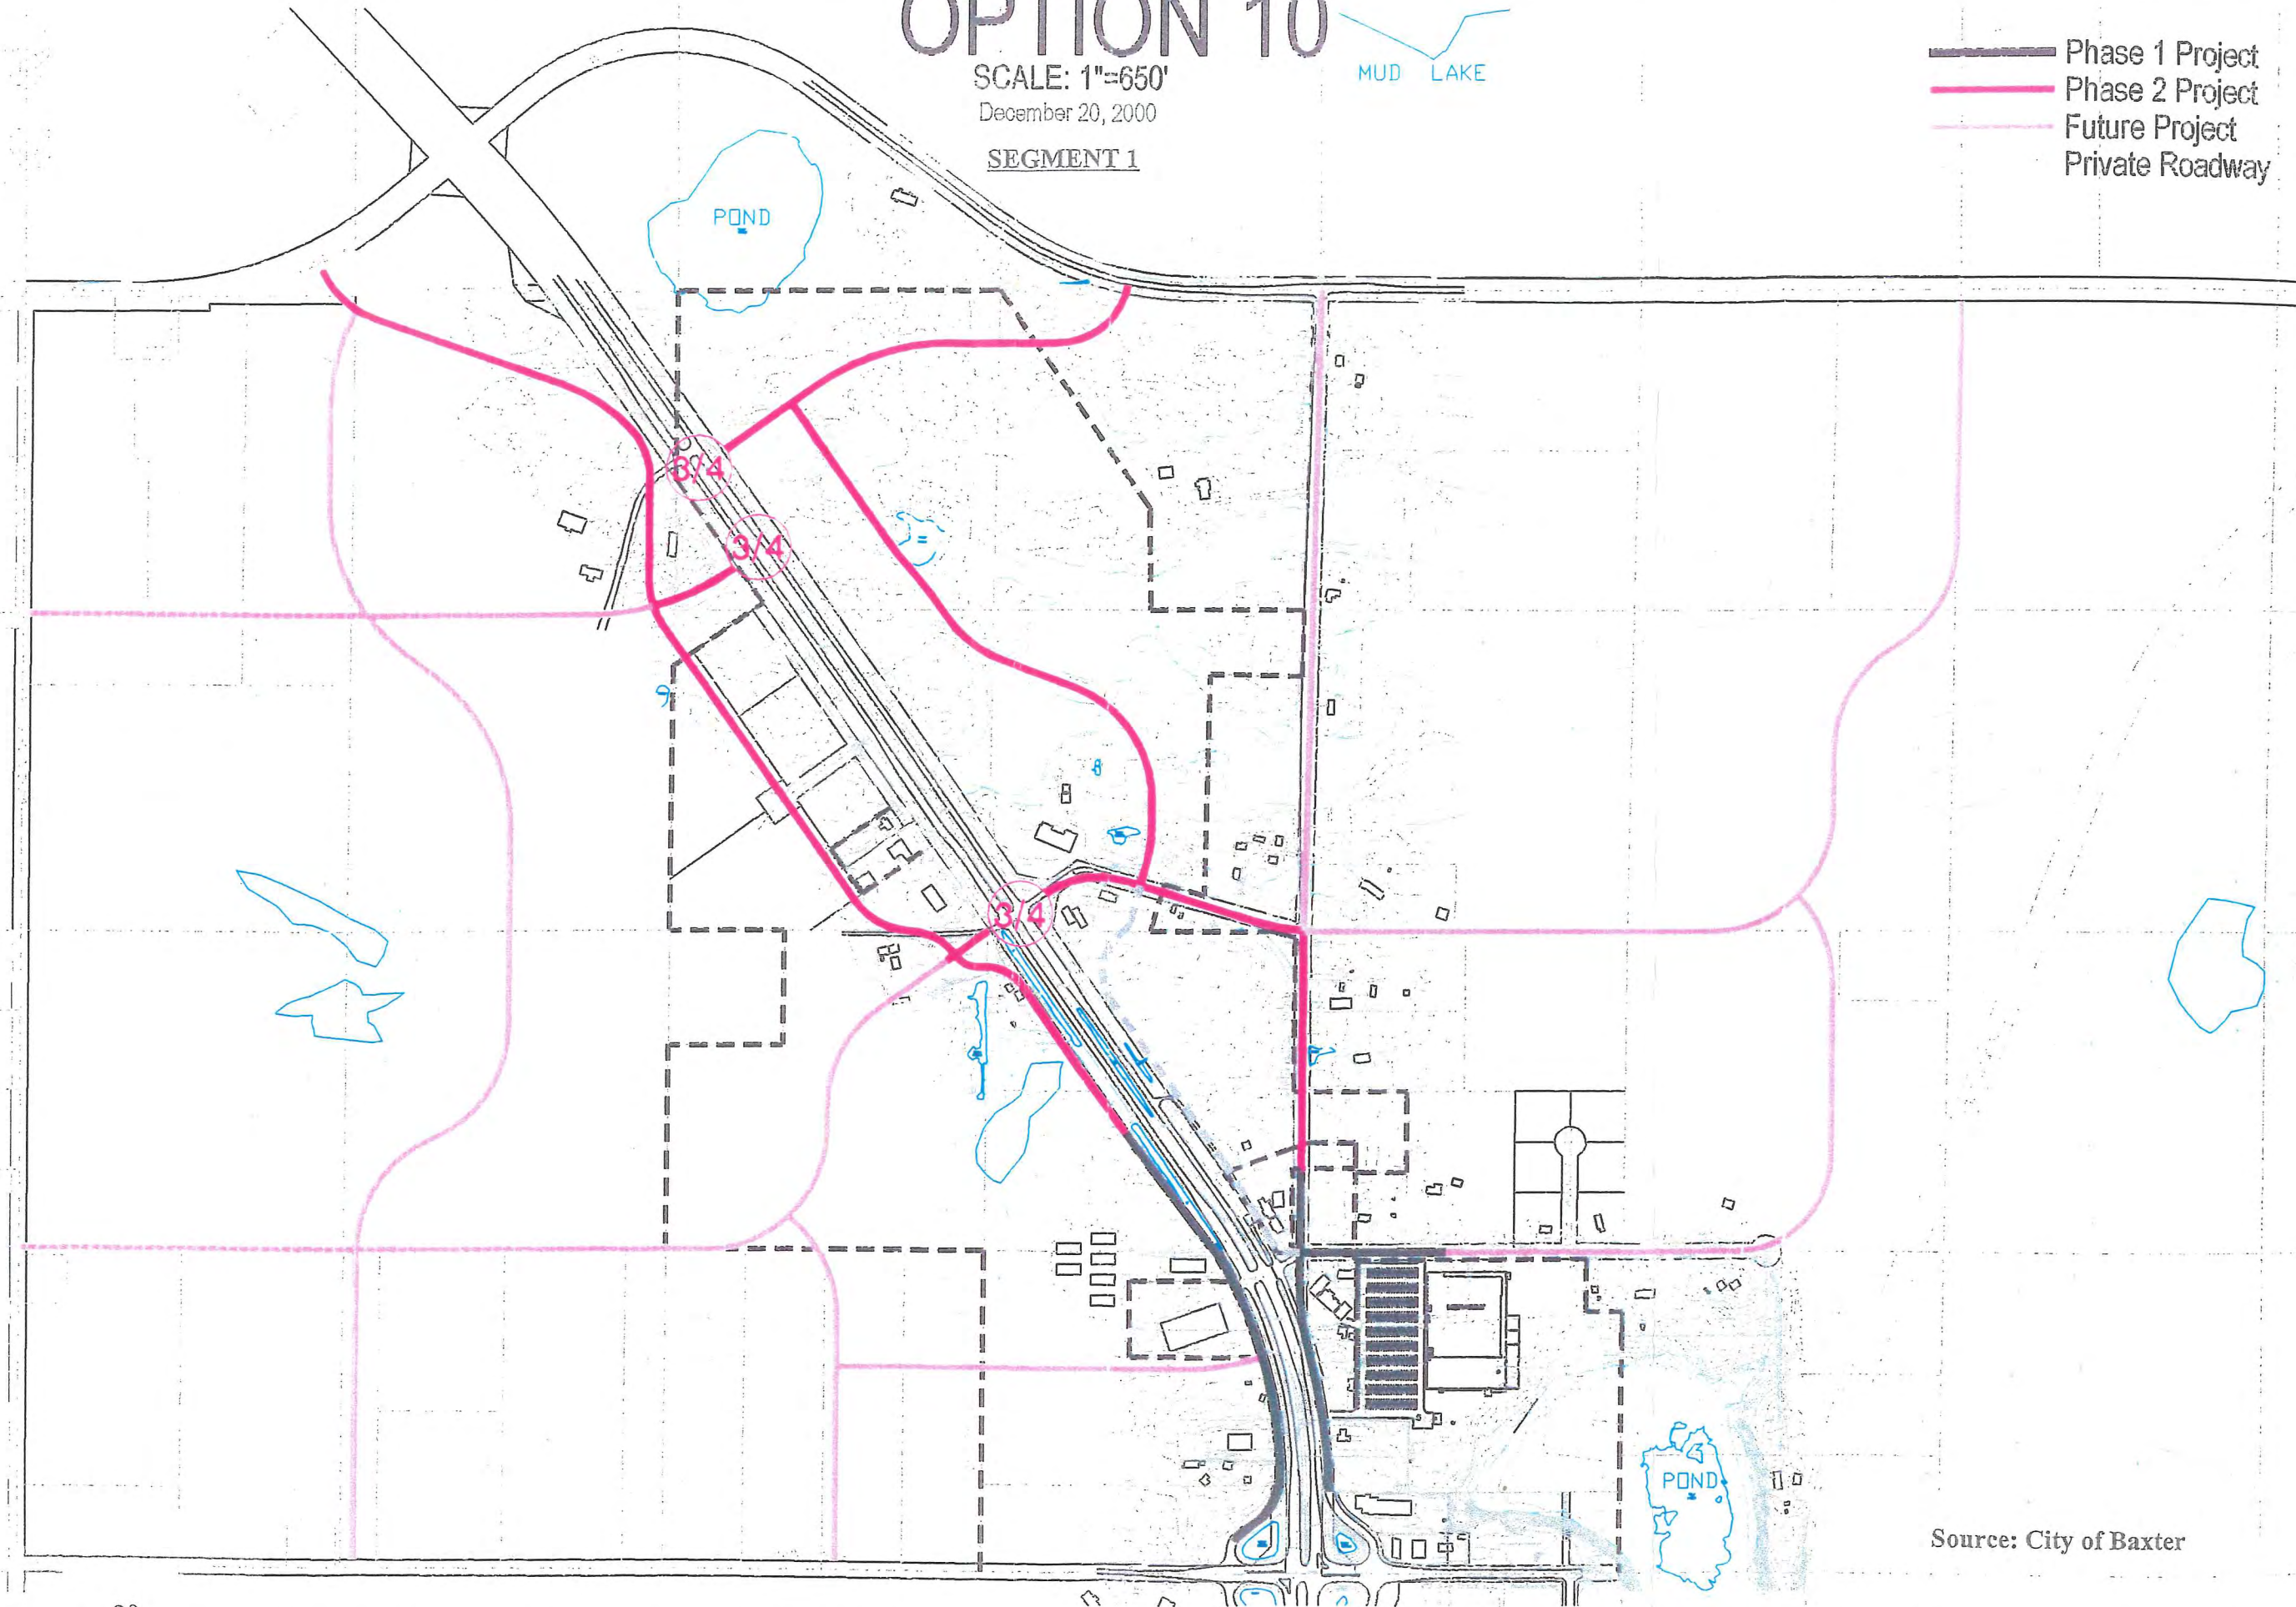 OPTION 10
SCALE: 1"=650'
December 20, 2000
SEGMENT 1
MUD LAKE
Phase 1 Project
Phase 2 Project
Future Project
Private Roadway
POND
3/4
3/4
3/4
POND
Source: City of Baxter